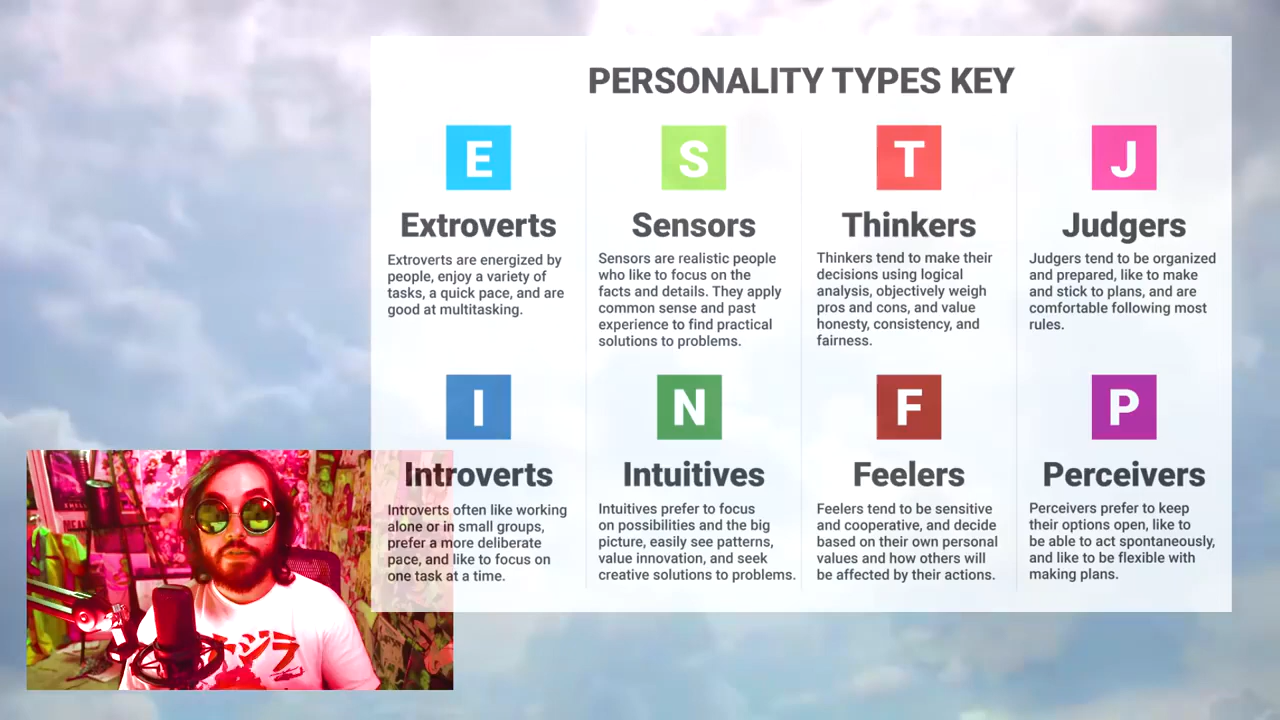 PERSONALITY TYPES KEY
E
Extroverts
Extroverts are energized by
people, enjoy a variety of
tasks, a quick pace, and are
good at multitasking.
S
Sensors
Sensors are realistic people
who like to focus on the
facts and details. They apply
common sense and past
experience to find practical
solutions to problems.
T
Thinkers
Thinkers tend to make their
decisions using logical
analysis, objectively weigh
pros and cons, and value
honesty, consistency, and
fairness.
J
Judgers
Judgers tend to be organized
and prepared, like to make
and stick to plans, and are
comfortable following most
rules.
I
Introverts
Introverts often like working
alone or in small groups,
prefer a more deliberate
pace, and like to focus on
one task at a time.
N
Intuitives
Intuitives prefer to focus
on possibilities and the big
picture, easily see patterns,
value innovation, and seek
creative solutions to problems.
F
Feelers
Feelers tend to be sensitive
and cooperative, and decide
based on their own personal
values and how others will
be affected by their actions.
P
Perceivers
Perceivers prefer to keep
their options open, like to
be able to act spontaneously,
and like to be flexible with
making plans.